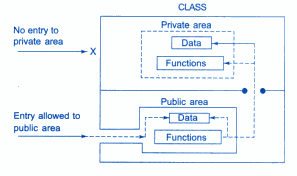 CLASS
No entry to
private area
X
Private area
Data
Functions
Entry allowed to
public area
Public area
Data
Functions